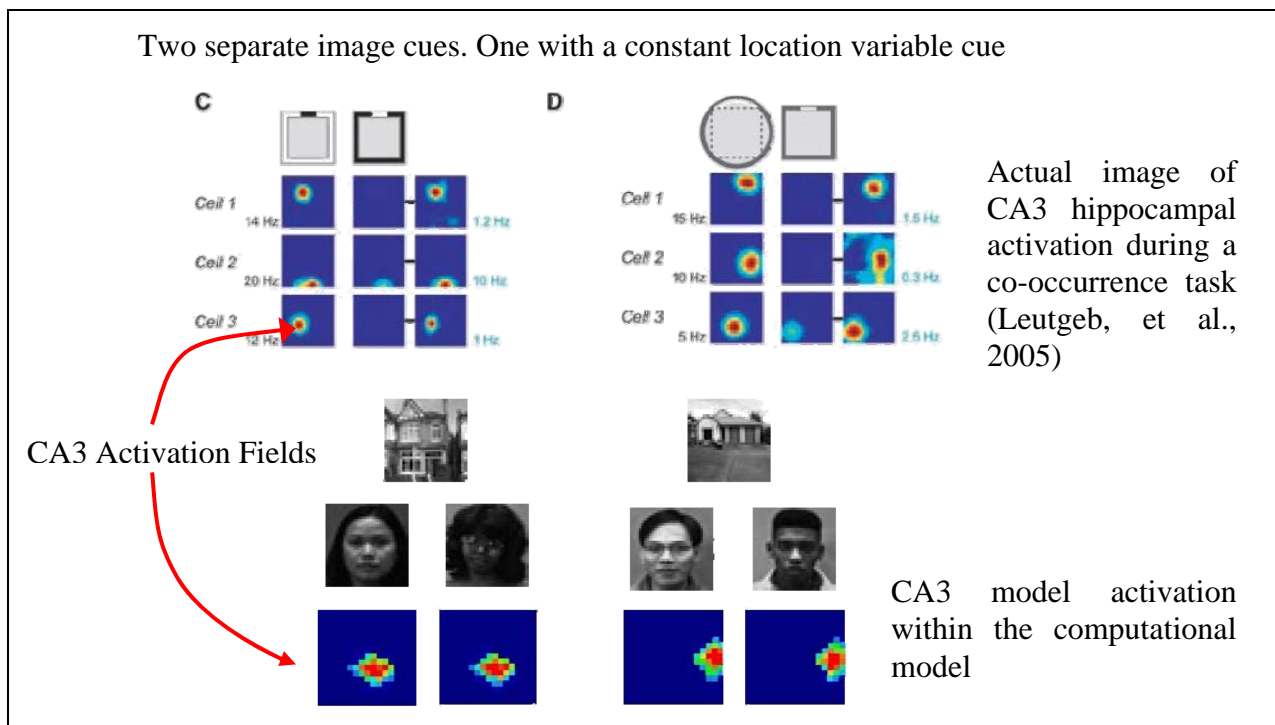 Two separate image cues. One with a constant location variable cue
C
D
Cell 1
14 Hz
1.2 Hz
Cell 2
20 Hz
10 Hz
Cell 3
12 Hz
1 Hz
Cell 1
15 Hz
1.5 Hz
Cell 2
10 Hz
0.3 Hz
Cell 3
5 Hz
2.5 Hz
Actual image of
CA3 hippocampal
activation during a
co-occurrence task
(Leutgeb, et al.,
2005)
CA3 Activation Fields
CA3 model activation
within the computational
model